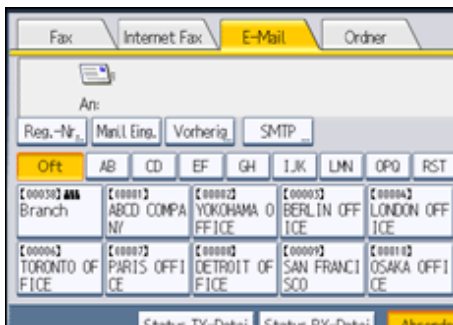 Fax Internet Fax E-Mail Ordner
An:
Reg.-Nr. Manll Eing. Vorherig. SMTP
Oft AB CD EF GH IJK LMN OPQ RST
[00038] [00001] [00002] [00003] [00004]
Branch ABCD COMPA YOKOHAMA O BERLIN OFF LONDON OFF
NY FFICE ICE ICE
[00006] [00007] [00008] [00009] [00010]
TORONTO OF PARIS OFFI DETROIT OF SAN FRANCI OSAKA OFFI
FICE CE FICE SCO CE
Status TX-Datei Status RX-Datei Absende